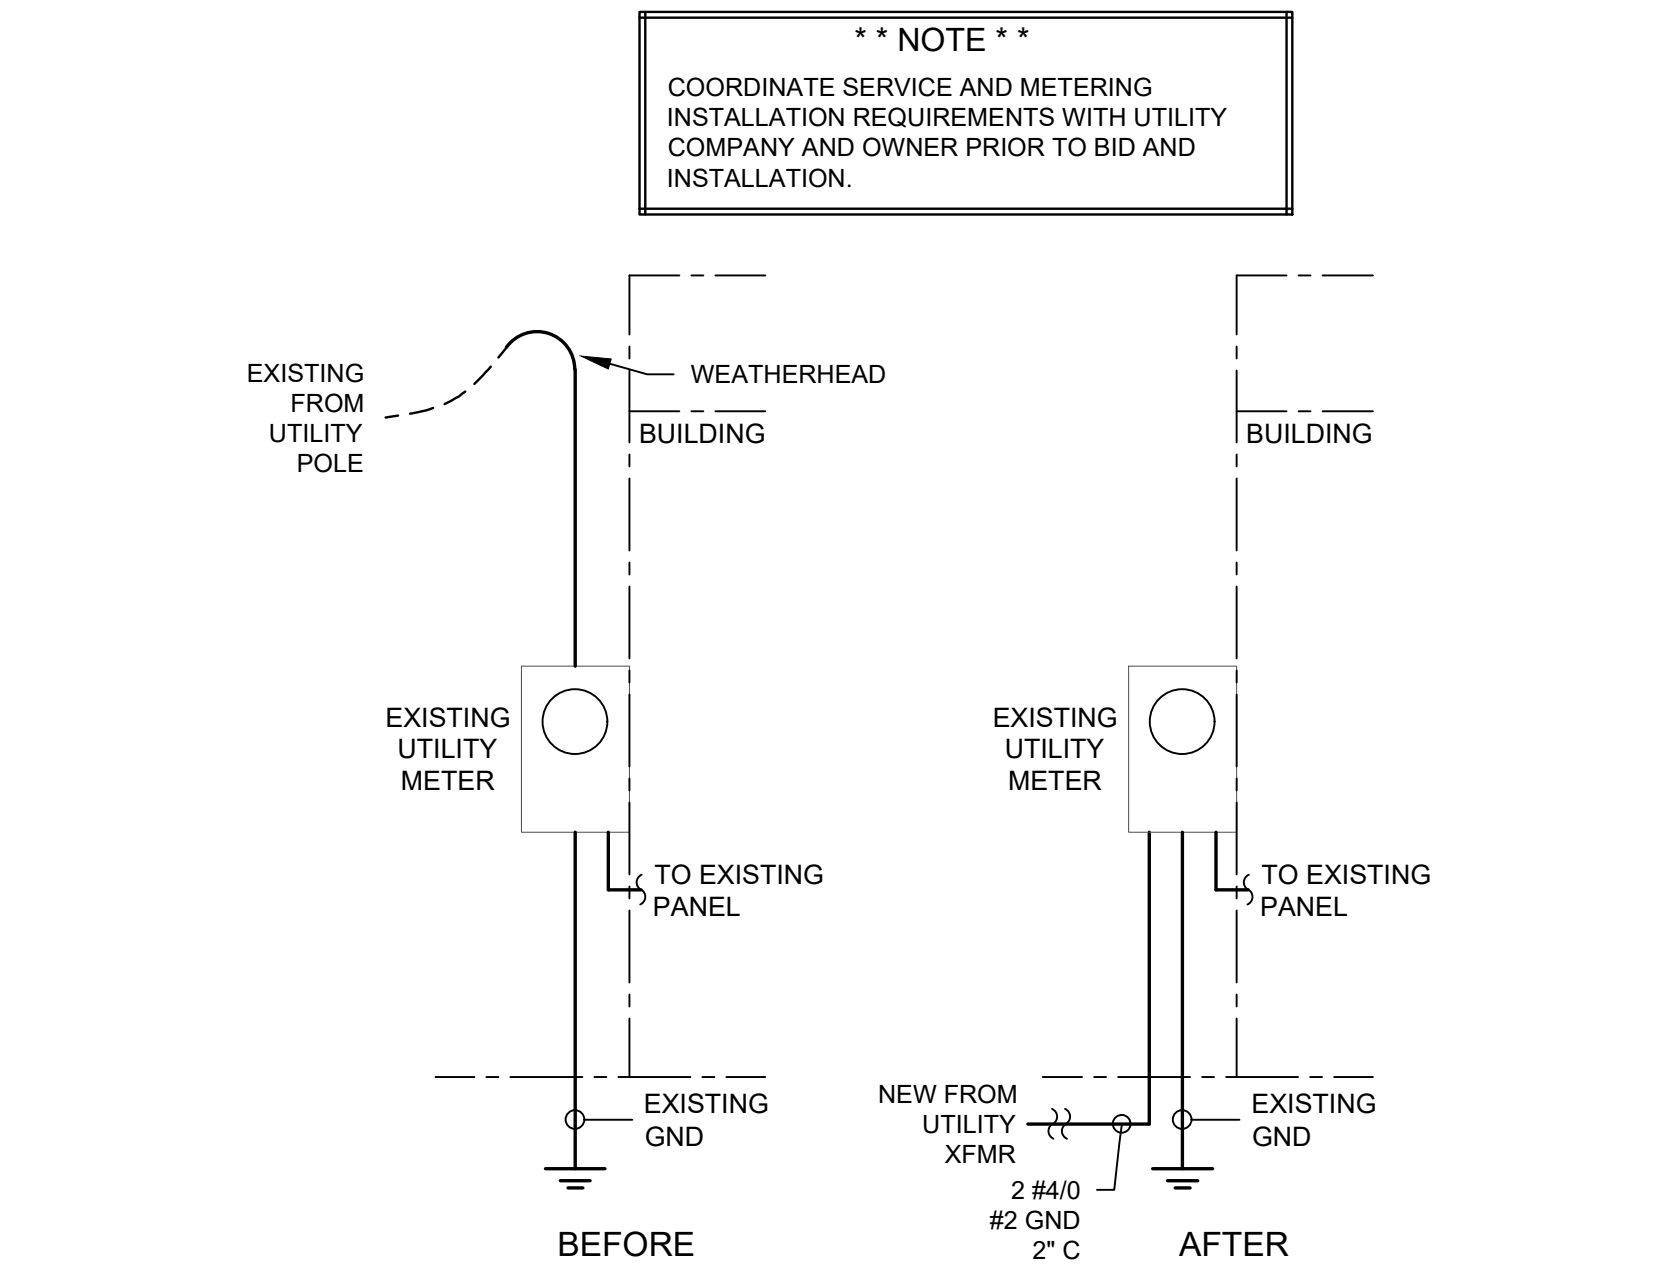 * * NOTE * *
COORDINATE SERVICE AND METERING
INSTALLATION REQUIREMENTS WITH UTILITY
COMPANY AND OWNER PRIOR TO BID AND
INSTALLATION.
EXISTING
FROM
UTILITY
POLE
WEATHERHEAD
BUILDING
EXISTING
UTILITY
METER
TO EXISTING
PANEL
EXISTING
GND
BEFORE
BUILDING
EXISTING
UTILITY
METER
TO EXISTING
PANEL
NEW FROM
UTILITY
XFMR
EXISTING
GND
2 #4/0
#2 GND
2" C
AFTER